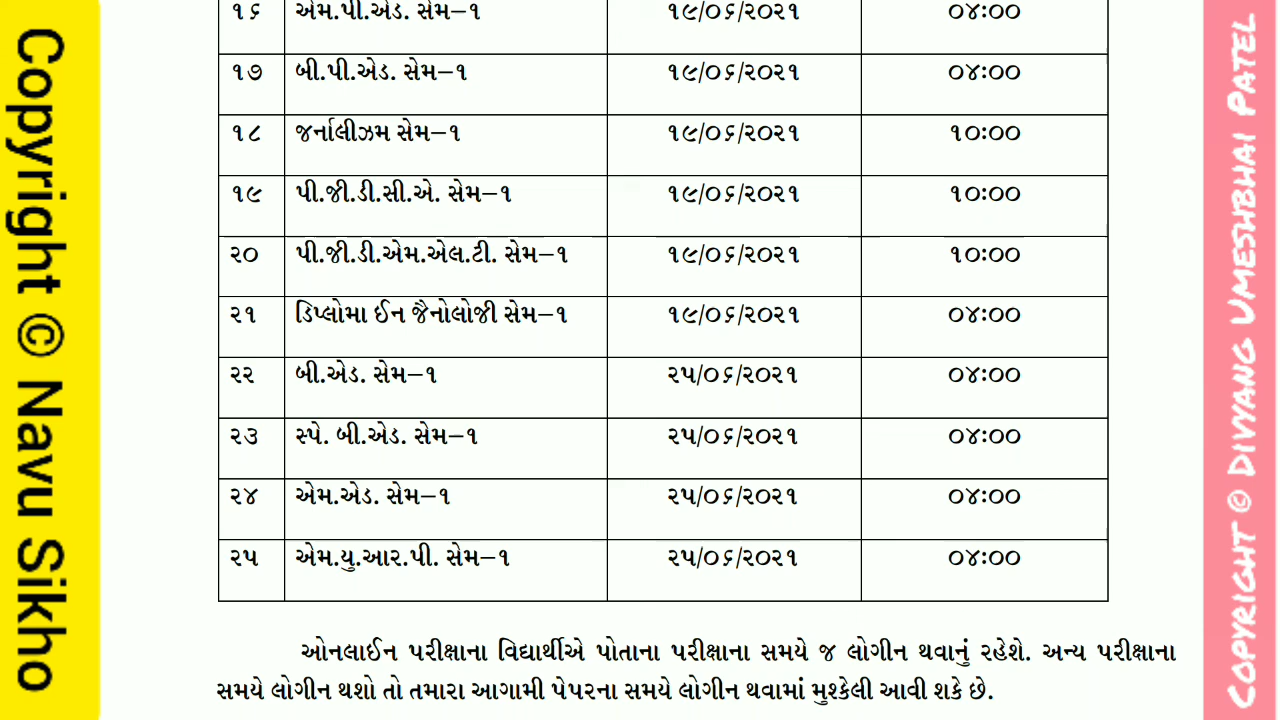 Copyright © Navu Sikho
૧૬ એમ.પી.એડ. સેમ–૧ ૧૯/૦૬/૨૦૨૧ ૦૪:૦૦
૧૭ બી.પી.એડ. સેમ–૧ ૧૯/૦૬/૨૦૨૧ ૦૪:૦૦
૧૮ જર્નાલીઝમ સેમ–૧ ૧૯/૦૬/૨૦૨૧ ૧૦:૦૦
૧૯ પી.જી.ડી.સી.એ. સેમ–૧ ૧૯/૦૬/૨૦૨૧ ૧૦:૦૦
૨૦ પી.જી.ડી.એમ.એલ.ટી. સેમ–૧ ૧૯/૦૬/૨૦૨૧ ૧૦:૦૦
૨૧ ડિપ્લોમા ઈન જૈનોલોજી સેમ–૧ ૧૯/૦૬/૨૦૨૧ ૦૪:૦૦
૨૨ બી.એડ. સેમ–૧ ૨૫/૦૬/૨૦૨૧ ૦૪:૦૦
૨૩ સ્પે. બી.એડ. સેમ–૧ ૨૫/૦૬/૨૦૨૧ ૦૪:૦૦
૨૪ એમ.એડ. સેમ–૧ ૨૫/૦૬/૨૦૨૧ ૦૪:૦૦
૨૫ એમ.યુ.આર.પી. સેમ–૧ ૨૫/૦૬/૨૦૨૧ ૦૪:૦૦
ઓનલાઈન પરીક્ષાના વિદ્યાર્થીએ પોતાના પરીક્ષાના સમયે જ લોગીન થવાનું રહેશે. અન્ય પરીક્ષાના
સમયે લોગીન થશો તો તમારા આગામી પેપરના સમયે લોગીન થવામાં મુશ્કેલી આવી શકે છે.
COPYRIGHT © DIVYANG UMESHBHAI PATEL